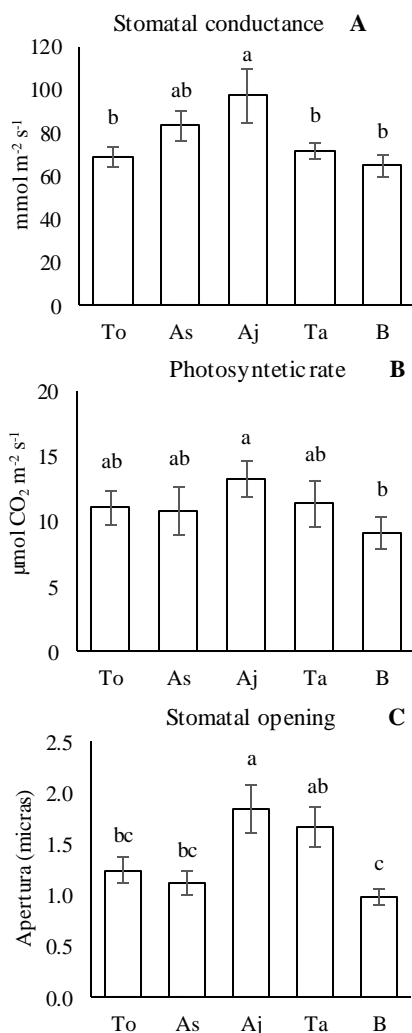 Stomatal conductance A
mmol m⁻² s⁻¹
120
100
80
60
40
20
0
b
ab
a
b
b
To As Aj Ta B
Photosyntetic rate B
µmol CO₂ m⁻² s⁻¹
20
15
10
5
0
ab
ab
a
ab
b
To As Aj Ta B
Stomatal opening C
Apertura (micras)
2.5
2.0
1.5
1.0
0.5
0.0
bc
bc
a
ab
c
To As Aj Ta B